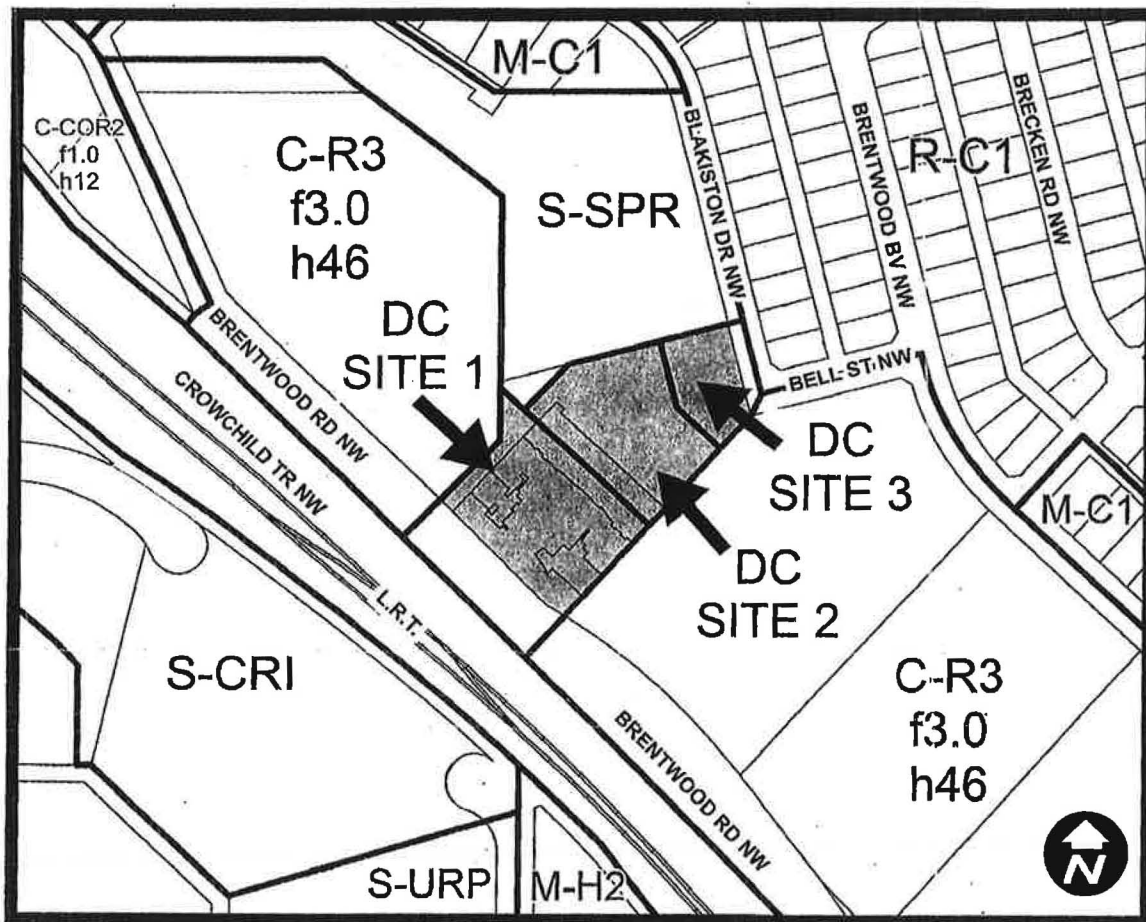 M-C1
C-COR2
f1.0
h12
C-R3
f3.0
h46
S-SPR
BLAKISTON DR NW
BRENTWOOD BV NW
BRECKEN RD NW
R-C1
DC
SITE 1
BRENTWOOD RD NW
CROWCHILD TR NW
BELL ST NW
DC
SITE 3
M-C1
DC
SITE 2
L.R.T.
S-CRI
C-R3
f3.0
h46
BRENTWOOD RD NW
S-URP
M-H2
N